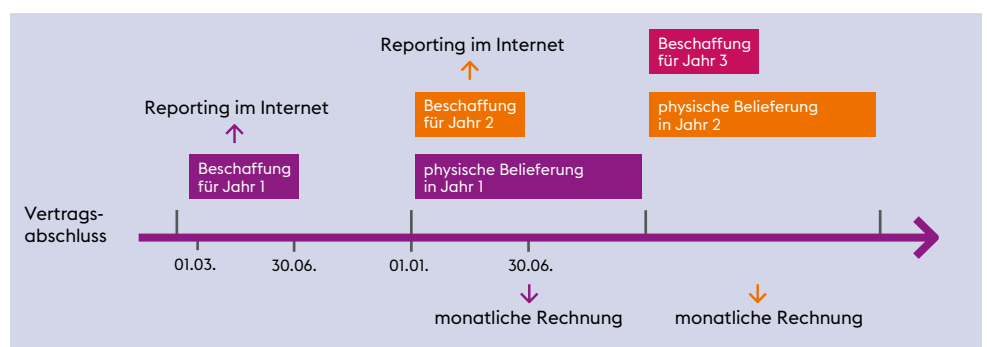 Reporting im Internet
Beschaffung
für Jahr 3
Reporting im Internet
Beschaffung
für Jahr 2
physische Belieferung
in Jahr 2
Beschaffung
für Jahr 1
physische Belieferung
in Jahr 1
Vertrags-
abschluss
01.03.
30.06.
01.01.
30.06.
monatliche Rechnung
monatliche Rechnung